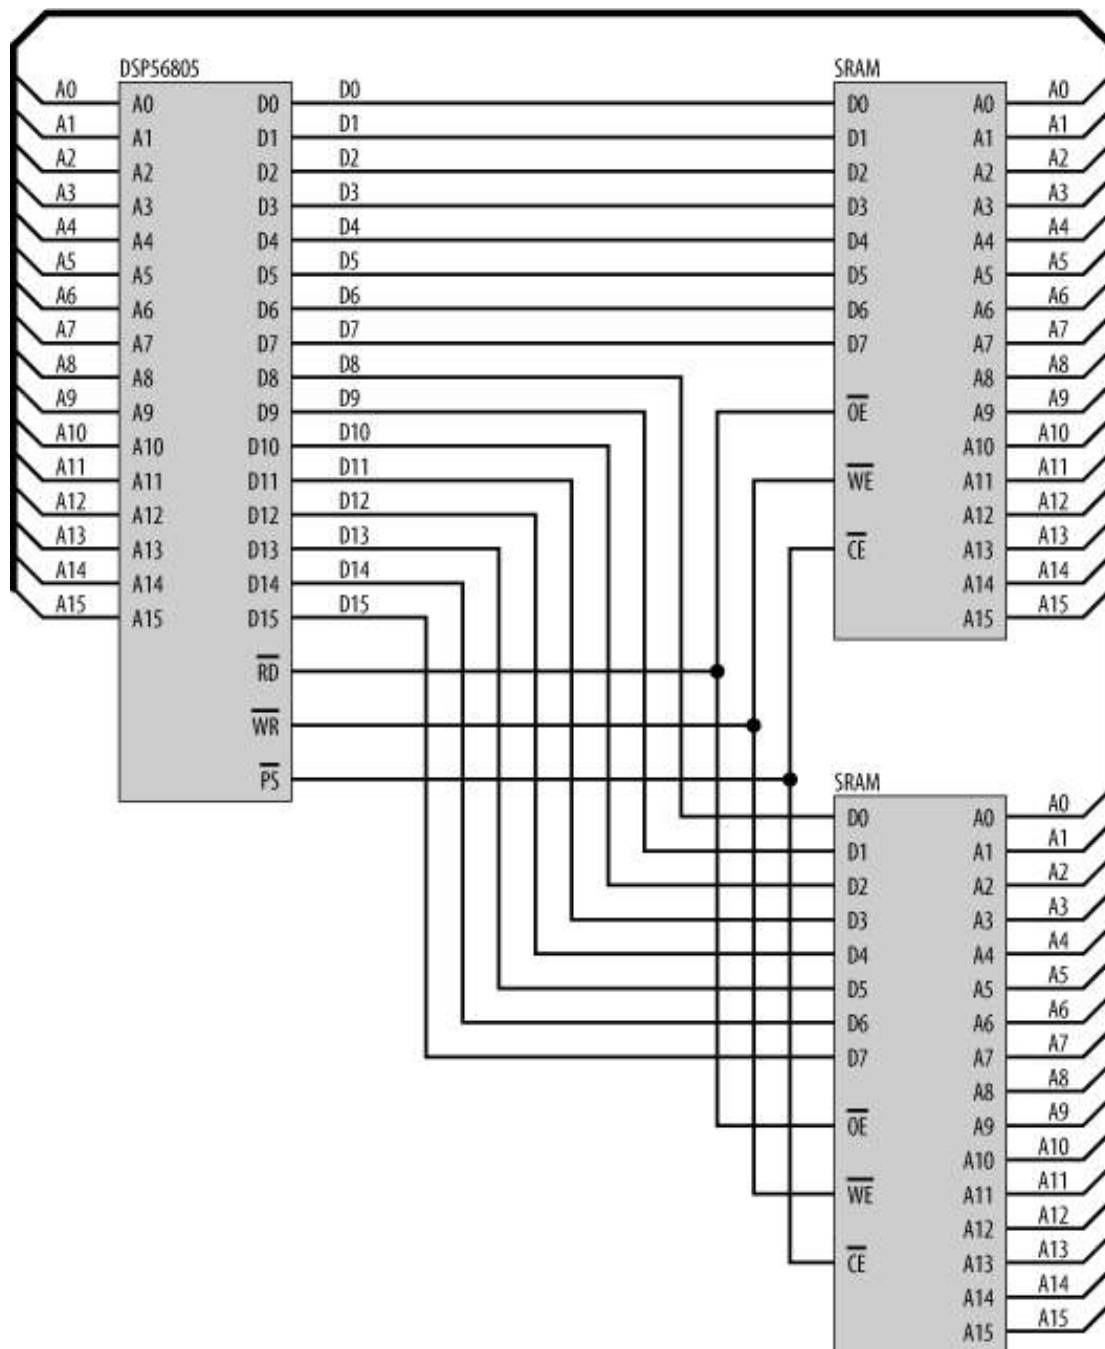 DSP56805 SRAM
A0 D0 A0
A0 D0 D0 A0
A1 D1 A1
A1 D1 D1 A1
A2 D2 A2
A2 D2 D2 A2
A3 D3 A3
A3 D3 D3 A3
A4 D4 A4
A4 D4 D4 A4
A5 D5 A5
A5 D5 D5 A5
A6 D6 A6
A6 D6 D6 A6
A7 D7 A7
A7 D7 D7 A7
A8 D8 A8
A8 D8 A8
A9 D9 A9
A9 D9 OE A9
A10 D10 A10
A10 D10 A10
A11 D11 A11
A11 D11 WE A11
A12 D12 A12
A12 D12 A12
A13 D13 A13
A13 D13 CE A13
A14 D14 A14
A14 D14 A14
A15 D15 A15
A15 D15 A15
RD
WR
PS SRAM
A0
D0 A0
A1
D1 A1
A2
D2 A2
A3
D3 A3
A4
D4 A4
A5
D5 A5
A6
D6 A6
A7
D7 A7
A8
A8
A9
OE A9
A10
A10
A11
WE A11
A12
A12
A13
CE A13
A14
A14
A15
A15